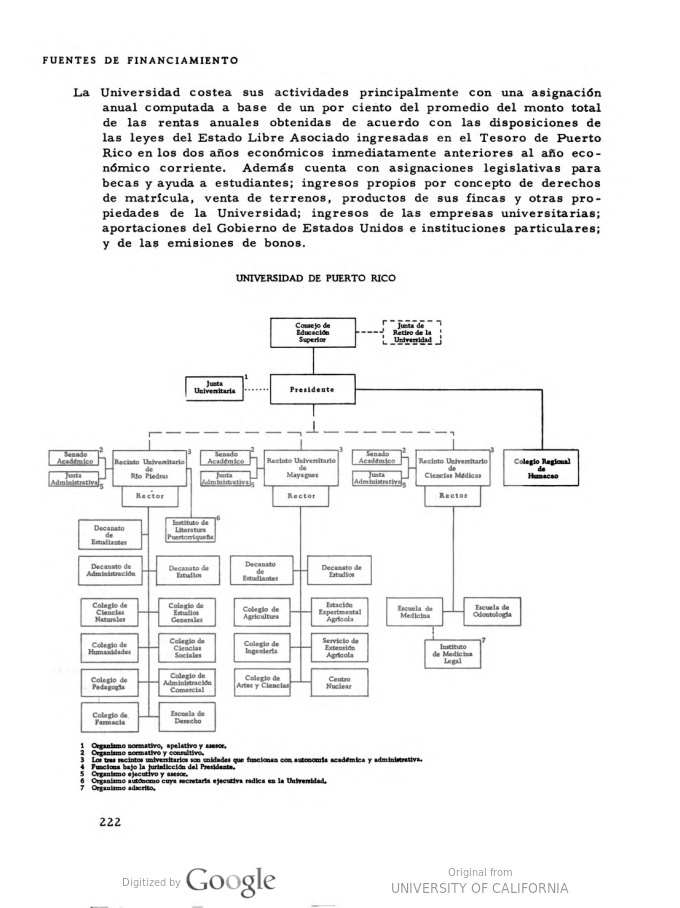 FUENTES DE FINANCIAMIENTO
La Universidad costea sus actividades principalmente con una asignación
anual computada a base de un por ciento del promedio del monto total
de las rentas anuales obtenidas de acuerdo con las disposiciones de
las leyes del Estado Libre Asociado ingresadas en el Tesoro de Puerto
Rico en los dos años económicos inmediatamente anteriores al año eco-
nómico corriente. Además cuenta con asignaciones legislativas para
becas y ayuda a estudiantes; ingresos propios por concepto de derechos
de matrícula, venta de terrenos, productos de sus fincas y otras pro-
piedades de la Universidad; ingresos de las empresas universitarias;
aportaciones del Gobierno de Estados Unidos e instituciones particulares;
y de las emisiones de bonos.
UNIVERSIDAD DE PUERTO RICO
Consejo de
Educación
Superior
Junta de
Retiro de la
Universidad
Junta
Universitaria
1
Presidente
Senado
Académico
2
Junta
Administrativa
5
Recinto Universitario
de
Río Piedras
3
Rector
Senado
Académico
2
Junta
Administrativa
5
Recinto Universitario
de
Mayaguez
3
Rector
Senado
Académico
2
Junta
Administrativa
5
Recinto Universitario
de
Ciencias Médicas
3
Rector
Colegio Regional
de
Humacao
Decanato
de
Estudiantes
Instituto de
Literatura
Puertorriqueña
6
Decanato de
Administración
Decanato de
Estudios
Decanato
de
Estudiantes
Decanato de
Estudios
Colegio de
Ciencias
Naturales
Colegio de
Estudios
Generales
Colegio de
Agricultura
Estación
Experimental
Agrícola
Escuela de
Medicina
Escuela de
Odontología
Colegio de
Humanidades
Colegio de
Ciencias
Sociales
Colegio de
Ingeniería
Servicio de
Extensión
Agrícola
Instituto
de Medicina
Legal
7
Colegio de
Pedagogía
Colegio de
Administración
Comercial
Colegio de
Artes y Ciencias
Centro
Nuclear
Colegio de
Farmacia
Escuela de
Derecho
1 Organismo normativo, apelativo y asesor.
2 Organismo normativo y consultivo.
3 Los tres recintos universitarios son unidades que funcionan con autonomía académica y administrativa.
4 Funciona bajo la jurisdicción del Presidente.
5 Organismo ejecutivo y asesor.
6 Organismo autónomo cuya secretaría ejecutiva radica en la Universidad.
7 Organismo adscrito.
222
Digitized by Google
Original from
UNIVERSITY OF CALIFORNIA